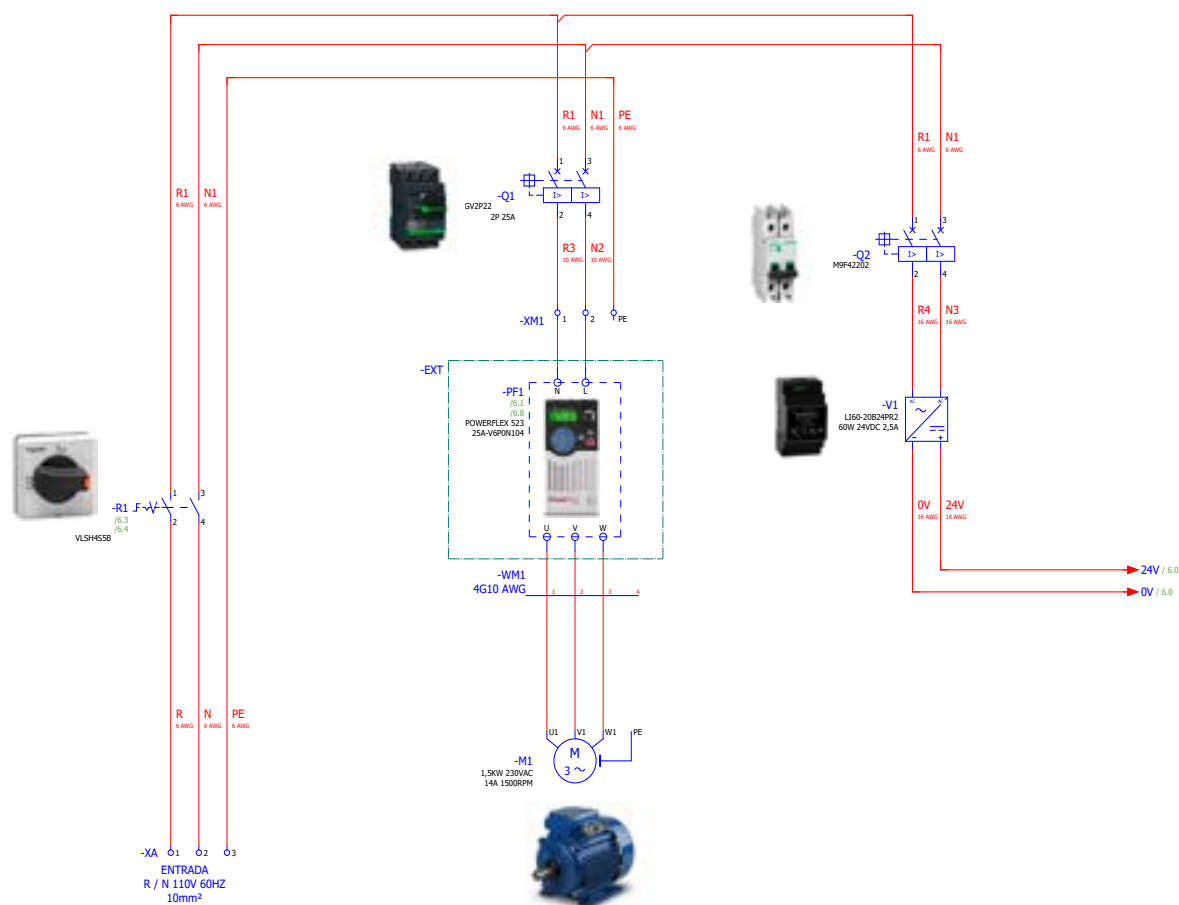 R1 N1 PE
6 AWG 6 AWG 6 AWG
R1 N1
6 AWG 6 AWG
R1 N1
6 AWG 6 AWG
1 3
-Q1
I> I>
GV2P22
2P 25A
2 4
R3 N2
10 AWG 10 AWG
1 3
-Q2
I> I>
M9F42202
2 4
R4 N3
16 AWG 16 AWG
-XM1 1 2 PE
-EXT
-PF1
N L
/6.1
/6.8
POWERFLEX 523
25A-V6P0N104
U V W
AC AC
-V1
LI60-20B24PR2
60W 24VDC 2,5A
- +
0V 24V
16 AWG 16 AWG
1 3
-R1
2 4
/6.3
/6.4
VLSH4S5B
24V / 6.0
0V / 6.0
-WM1
4G10 AWG
1 2 3 4
R N PE
6 AWG 6 AWG 6 AWG
U1 V1 W1 PE
-M1
M
3 ~
1,5KW 230VAC
14A 1500RPM
-XA 1 2 3
ENTRADA
R / N 110V 60HZ
10mm²